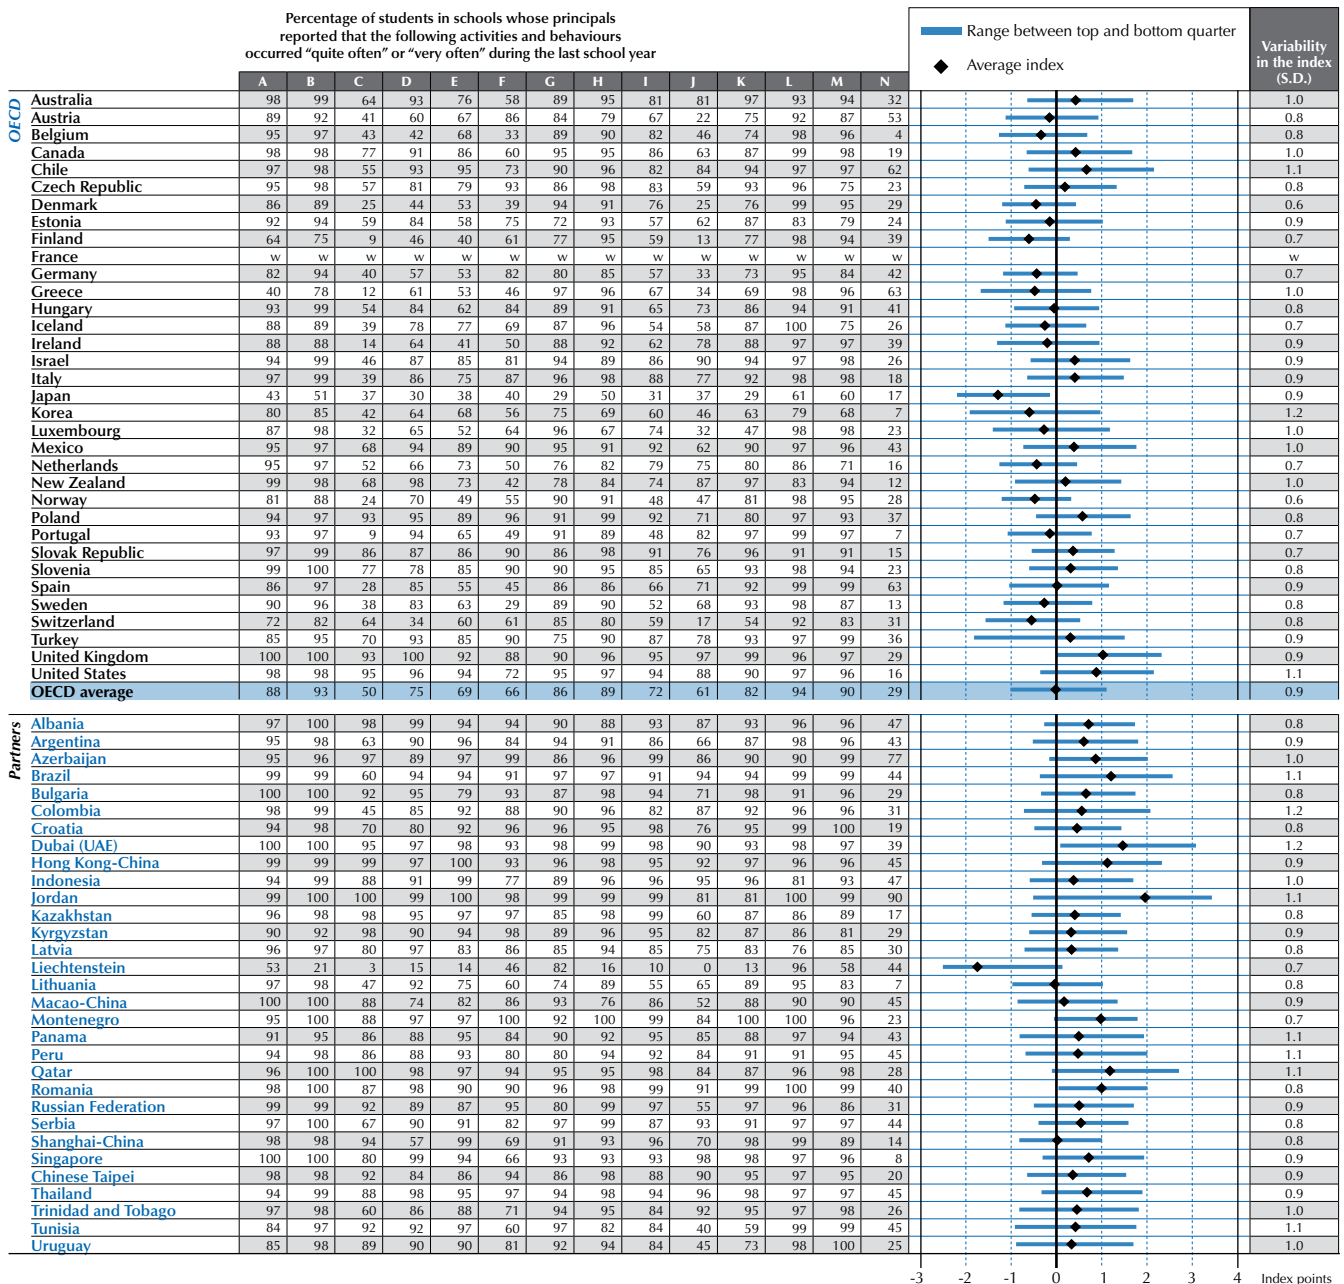 Percentage of students in schools whose principals
reported that the following activities and behaviours
occurred “quite often” or “very often” during the last school year
Range between top and bottom quarter
Average index
Variability
in the index
(S.D.)
A B C D E F G H I J K L M N
OECD
Australia 98 99 64 93 76 58 89 95 81 81 97 93 94 32 1.0
Austria 89 92 41 60 67 86 84 79 67 22 75 92 87 53 0.8
Belgium 95 97 43 42 68 33 89 90 82 46 74 98 96 4 0.8
Canada 98 98 77 91 86 60 95 95 86 63 87 99 98 19 1.0
Chile 97 98 55 93 95 73 90 96 82 84 94 97 97 62 1.1
Czech Republic 95 98 57 81 79 93 86 98 83 59 93 96 75 23 0.8
Denmark 86 89 25 44 53 39 94 91 76 25 76 99 95 29 0.6
Estonia 92 94 59 84 58 75 72 93 57 62 87 83 79 24 0.9
Finland 64 75 9 46 40 61 77 95 59 13 77 98 94 39 0.7
France w w w w w w w w w w w w w w w
Germany 82 94 40 57 53 82 80 85 57 33 73 95 84 42 0.7
Greece 40 78 12 61 53 46 97 96 67 34 69 98 96 63 1.0
Hungary 93 99 54 84 62 84 89 91 65 73 86 94 91 41 0.8
Iceland 88 89 39 78 77 69 87 96 54 58 87 100 75 26 0.7
Ireland 88 88 14 64 41 50 88 92 62 78 88 97 97 39 0.9
Israel 94 99 46 87 85 81 94 89 86 90 94 97 98 26 0.9
Italy 97 99 39 86 75 87 96 98 88 77 92 98 98 18 0.9
Japan 43 51 37 30 38 40 29 50 31 37 29 61 60 17 0.9
Korea 80 85 42 64 68 56 75 69 60 46 63 79 68 7 1.2
Luxembourg 87 98 32 65 52 64 96 67 74 32 47 98 98 23 1.0
Mexico 95 97 68 94 89 90 95 91 92 62 90 97 96 43 1.0
Netherlands 95 97 52 66 73 50 76 82 79 75 80 86 71 16 0.7
New Zealand 99 98 68 98 73 42 78 84 74 87 97 83 94 12 1.0
Norway 81 88 24 70 49 55 90 91 48 47 81 98 95 28 0.6
Poland 94 97 93 95 89 96 91 99 92 71 80 97 93 37 0.8
Portugal 93 97 9 94 65 49 91 89 48 82 97 99 97 7 0.7
Slovak Republic 97 99 86 87 86 90 86 98 91 76 96 91 91 15 0.7
Slovenia 99 100 77 78 85 90 90 95 85 65 93 98 94 23 0.8
Spain 86 97 28 85 55 45 86 86 66 71 92 99 99 63 0.9
Sweden 90 96 38 83 63 29 89 90 52 68 93 98 87 13 0.8
Switzerland 72 82 64 34 60 61 85 80 59 17 54 92 83 31 0.8
Turkey 85 95 70 93 85 90 75 90 87 78 93 97 99 36 0.9
United Kingdom 100 100 93 100 92 88 90 96 95 97 99 96 97 29 0.9
United States 98 98 95 96 94 72 95 97 94 88 90 97 96 16 1.1
OECD average 88 93 50 75 69 66 86 89 72 61 82 94 90 29 0.9
Partners
Albania 97 100 98 99 94 94 90 88 93 87 93 96 96 47 0.8
Argentina 95 98 63 90 96 84 94 91 86 66 87 98 96 43 0.9
Azerbaijan 95 96 97 89 97 99 86 96 99 86 90 90 99 77 1.0
Brazil 99 99 60 94 94 91 97 97 91 94 94 99 99 44 1.1
Bulgaria 100 100 92 95 79 93 87 98 94 71 98 91 96 29 0.8
Colombia 98 99 45 85 92 88 90 96 82 87 92 96 96 31 1.2
Croatia 94 98 70 80 92 96 96 95 98 76 95 99 100 19 0.8
Dubai (UAE) 100 100 95 97 98 93 98 99 98 90 93 98 97 39 1.2
Hong Kong-China 99 99 99 97 100 93 96 98 95 92 97 96 96 45 0.9
Indonesia 94 99 88 91 99 77 89 96 96 95 96 81 93 47 1.0
Jordan 99 100 100 99 100 98 99 99 99 81 81 100 99 90 1.1
Kazakhstan 96 98 98 95 97 97 85 98 99 60 87 86 89 17 0.8
Kyrgyzstan 90 92 98 90 94 98 89 96 95 82 87 86 81 29 0.9
Latvia 96 97 80 97 83 86 85 94 85 75 83 76 85 30 0.8
Liechtenstein 53 21 3 15 14 46 82 16 10 0 13 96 58 44 0.7
Lithuania 97 98 47 92 75 60 74 89 55 65 89 95 83 7 0.8
Macao-China 100 100 88 74 82 86 93 76 86 52 88 90 90 45 0.9
Montenegro 95 100 88 97 97 100 92 100 99 84 100 100 96 23 0.7
Panama 91 95 86 88 95 84 90 92 95 85 88 97 94 43 1.1
Peru 94 98 86 88 93 80 80 94 92 84 91 91 95 45 1.1
Qatar 96 100 100 98 97 94 95 95 98 84 87 96 98 28 1.1
Romania 98 100 87 98 90 90 96 98 99 91 99 100 99 40 0.8
Russian Federation 99 99 92 89 87 95 80 99 97 55 97 96 86 31 0.9
Serbia 97 100 67 90 91 82 97 99 87 93 91 97 97 44 0.8
Shanghai-China 98 98 94 57 99 69 91 93 96 70 98 99 89 14 0.8
Singapore 100 100 80 99 94 66 93 93 93 98 98 97 96 8 0.9
Chinese Taipei 98 98 92 84 86 94 86 98 88 90 95 97 95 20 0.9
Thailand 94 99 88 98 95 97 94 98 94 96 98 97 97 45 0.9
Trinidad and Tobago 97 98 60 86 88 71 94 95 84 92 95 97 98 26 1.0
Tunisia 84 97 92 92 97 60 97 82 84 40 59 99 99 45 1.1
Uruguay 85 98 89 90 90 81 92 94 84 45 73 98 100 25 1.0
-3 -2 -1 0 1 2 3 4 Index points